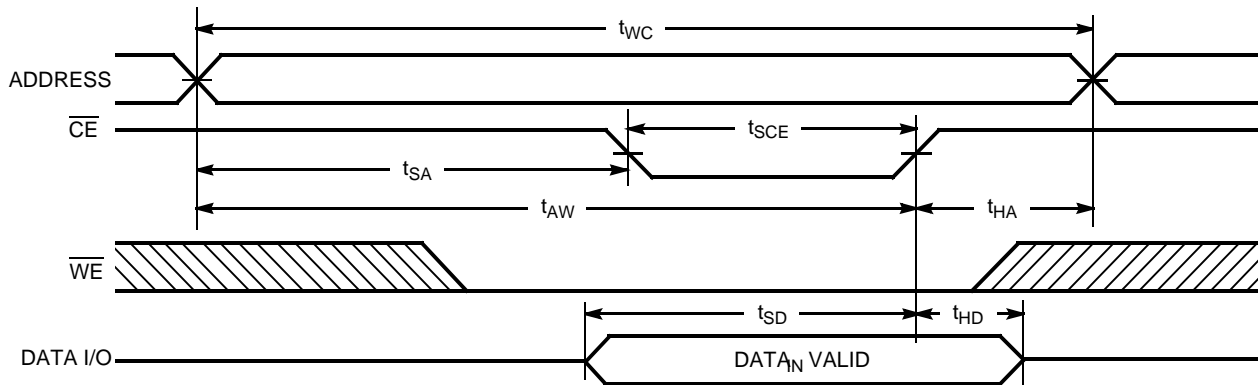 tWC
ADDRESS
CE
tSCE
tSA
tAW
tHA
WE
tSD
tHD
DATA I/O
DATAIN VALID